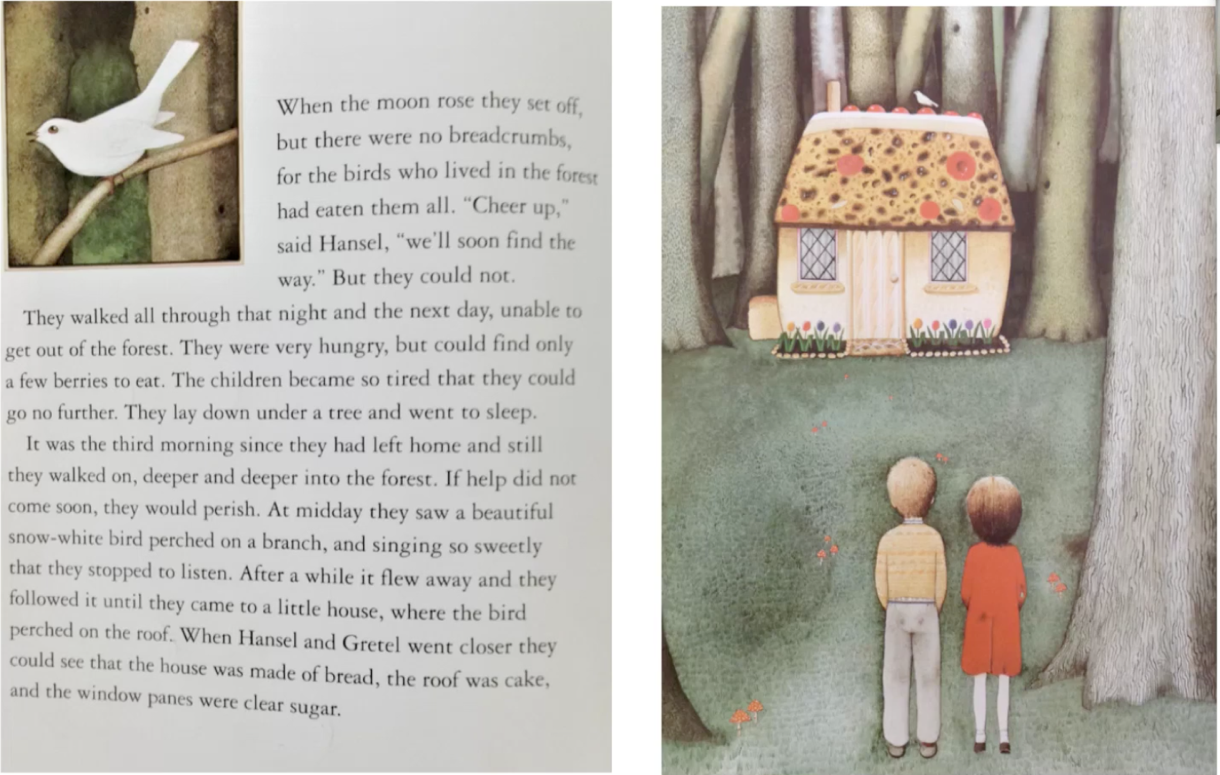 When the moon rose they set off,
but there were no breadcrumbs,
for the birds who lived in the forest
had eaten them all. “Cheer up,”
said Hansel, “we’ll soon find the
way.” But they could not.
They walked all through that night and the next day, unable to
get out of the forest. They were very hungry, but could find only
a few berries to eat. The children became so tired that they could
go no further. They lay down under a tree and went to sleep.
It was the third morning since they had left home and still
they walked on, deeper and deeper into the forest. If help did not
come soon, they would perish. At midday they saw a beautiful
snow-white bird perched on a branch, and singing so sweetly
that they stopped to listen. After a while it flew away and they
followed it until they came to a little house, where the bird
perched on the roof. When Hansel and Gretel went closer they
could see that the house was made of bread, the roof was cake,
and the window panes were clear sugar.